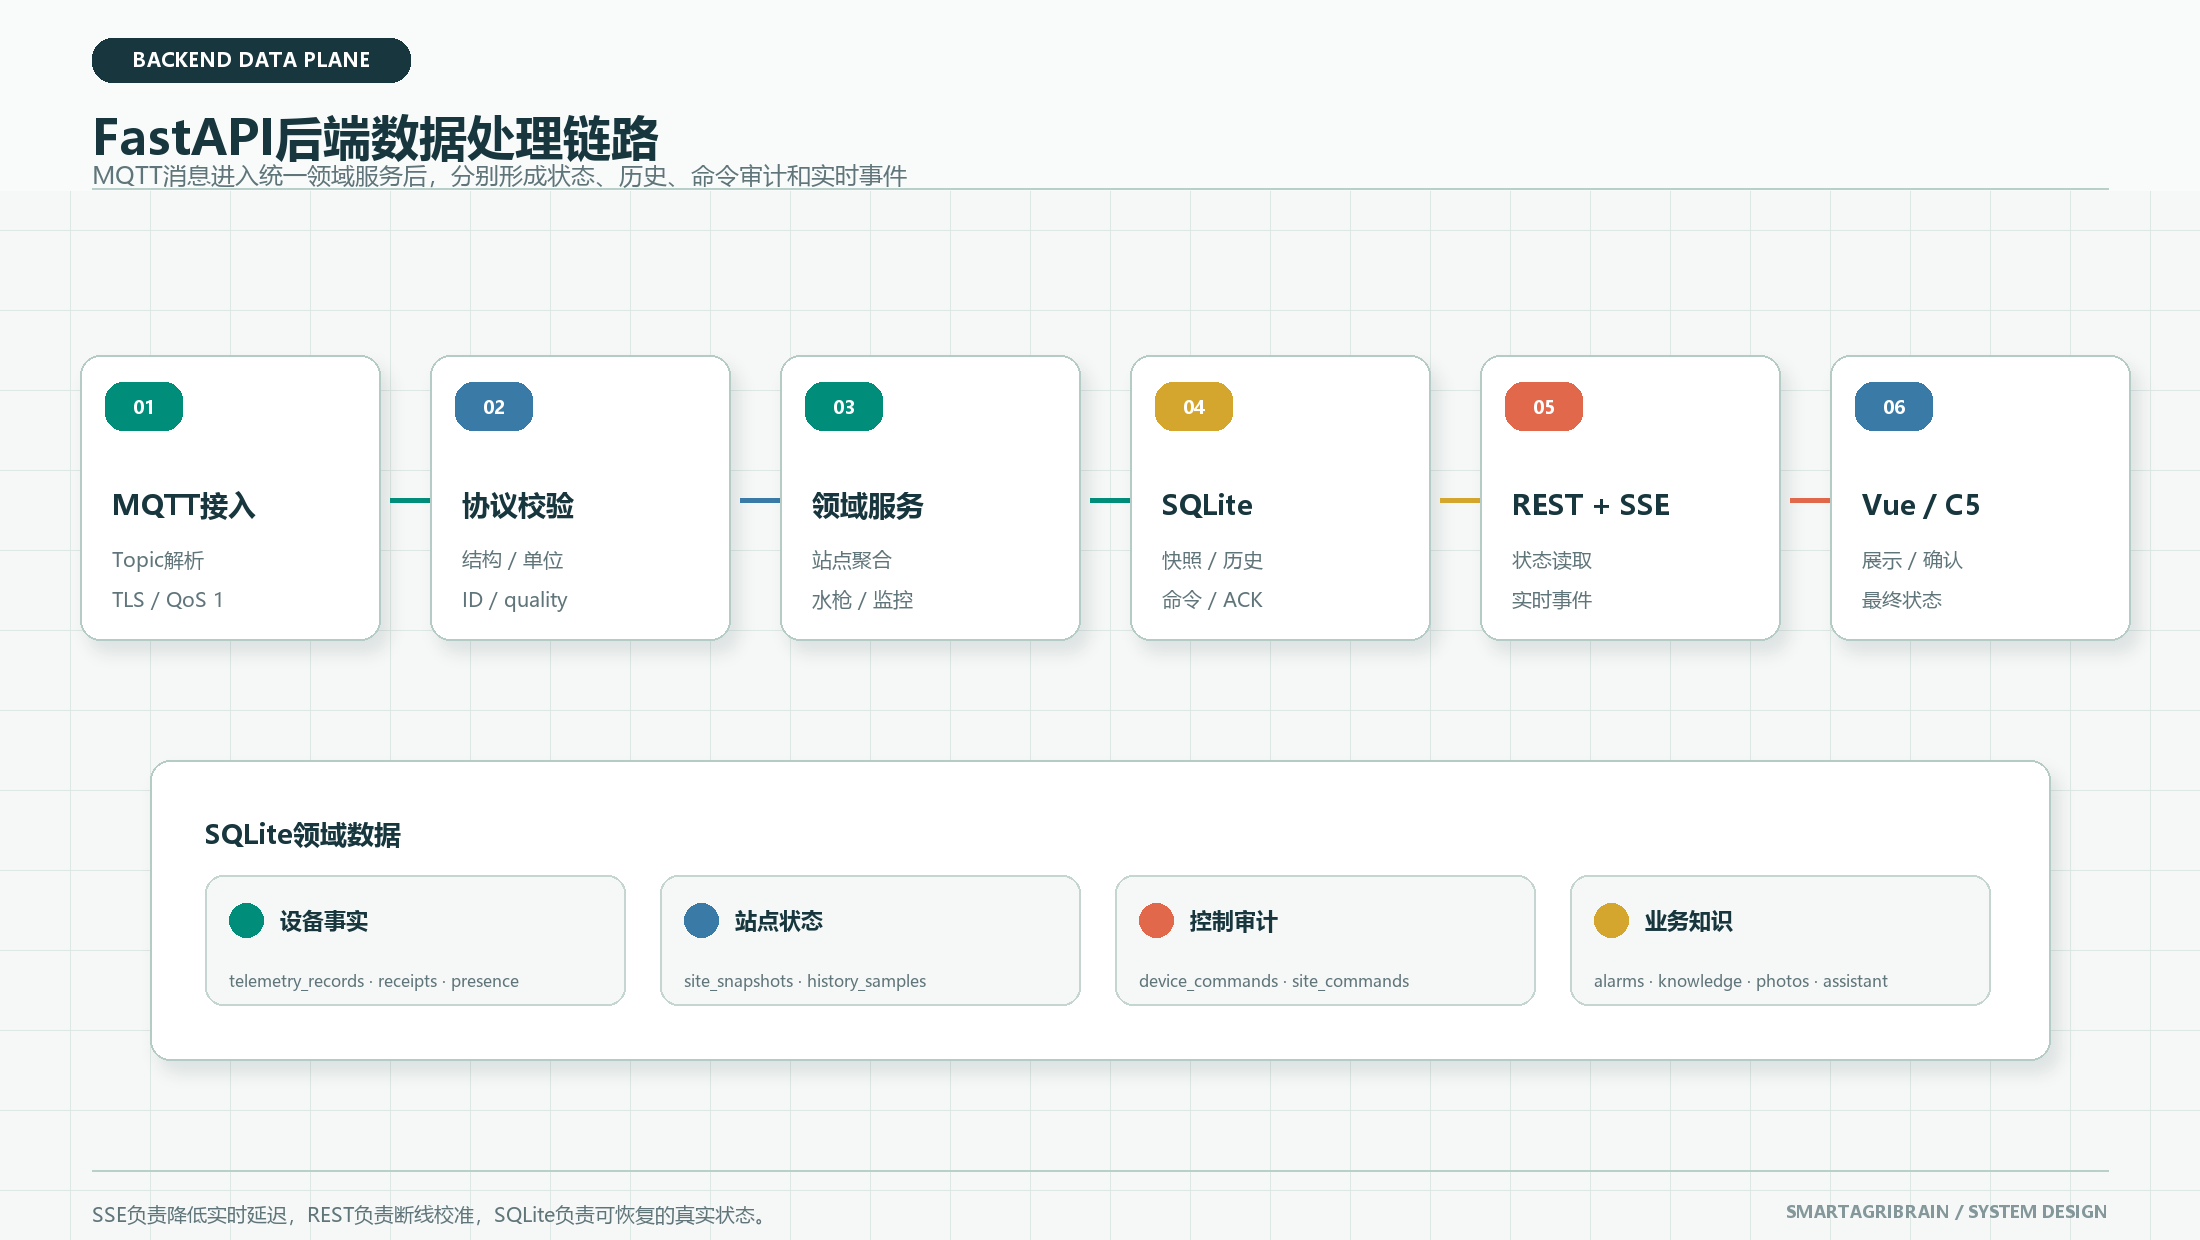 BACKEND DATA PLANE
FastAPI后端数据处理链路
MQTT消息进入统一领域服务后，分别形成状态、历史、命令审计和实时事件
01
MQTT接入
Topic解析
TLS / QoS 1
02
协议校验
结构 / 单位
ID / quality
03
领域服务
站点聚合
水枪 / 监控
04
SQLite
快照 / 历史
命令 / ACK
05
REST + SSE
状态读取
实时事件
06
Vue / C5
展示 / 确认
最终状态
SQLite领域数据
设备事实
telemetry_records · receipts · presence
站点状态
site_snapshots · history_samples
控制审计
device_commands · site_commands
业务知识
alarms · knowledge · photos · assistant
SSE负责降低实时延迟，REST负责断线校准，SQLite负责可恢复的真实状态。
SMARTAGRIBRAIN / SYSTEM DESIGN